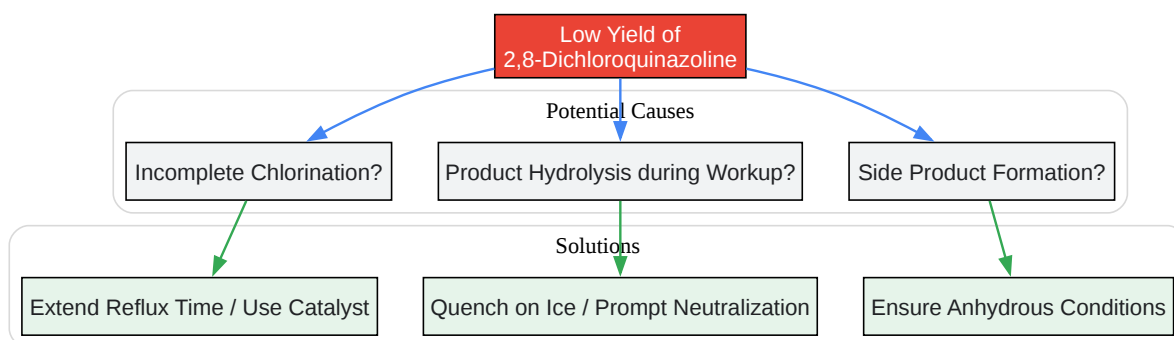 Low Yield of
2,8-Dichloroquinazoline
Potential Causes
Incomplete Chlorination?
Product Hydrolysis during Workup?
Side Product Formation?
Solutions
Extend Reflux Time / Use Catalyst
Quench on Ice / Prompt Neutralization
Ensure Anhydrous Conditions